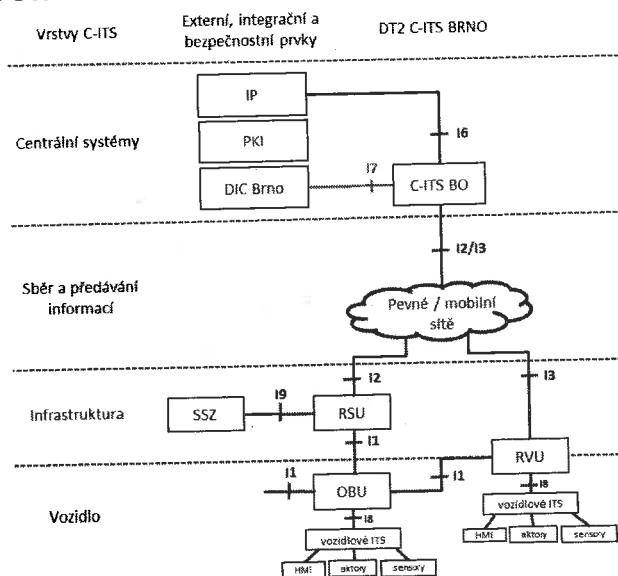 Vrstvy C-ITS
Externí, integrační a
bezpečnostní prvky
DT2 C-ITS BRNO
Centrální systémy
IP
PKI
DIC Brno
I6
I7
C-ITS BO
I2/I3
Sběr a předávání
informací
Pevné / mobilní
sítě
I2
I3
Infrastruktura
SSZ
I9
RSU
I1
RVU
I8
Vozidlo
I1
OBU
I1
I8
vozidlové ITS
HMI
aktory
sensory
vozidlové ITS
HMI
aktory
sensory